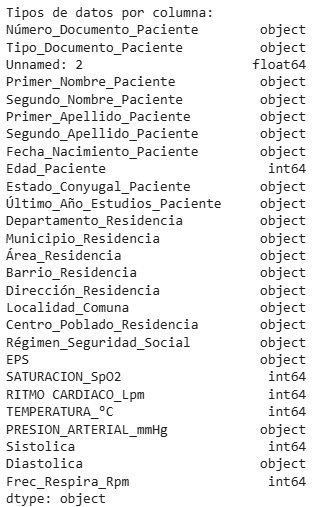 Tipos de datos por columna:
Número_Documento_Paciente object
Tipo_Documento_Paciente object
Unnamed: 2 float64
Primer_Nombre_Paciente object
Segundo_Nombre_Paciente object
Primer_Apellido_Paciente object
Segundo_Apellido_Paciente object
Fecha_Nacimiento_Paciente object
Edad_Paciente int64
Estado_Conyugal_Paciente object
Último_Año_Estudios_Paciente object
Departamento_Residencia object
Municipio_Residencia object
Área_Residencia object
Barrio_Residencia object
Dirección_Residencia object
Localidad_Comuna object
Centro_Poblado_Residencia object
Régimen_Seguridad_Social object
EPS object
SATURACION_SpO2 int64
RITMO CARDIACO_Lpm int64
TEMPERATURA_°C int64
PRESION_ARTERIAL_mmHg object
Sistolica int64
Diastolica object
Frec_Respira_Rpm int64
dtype: object